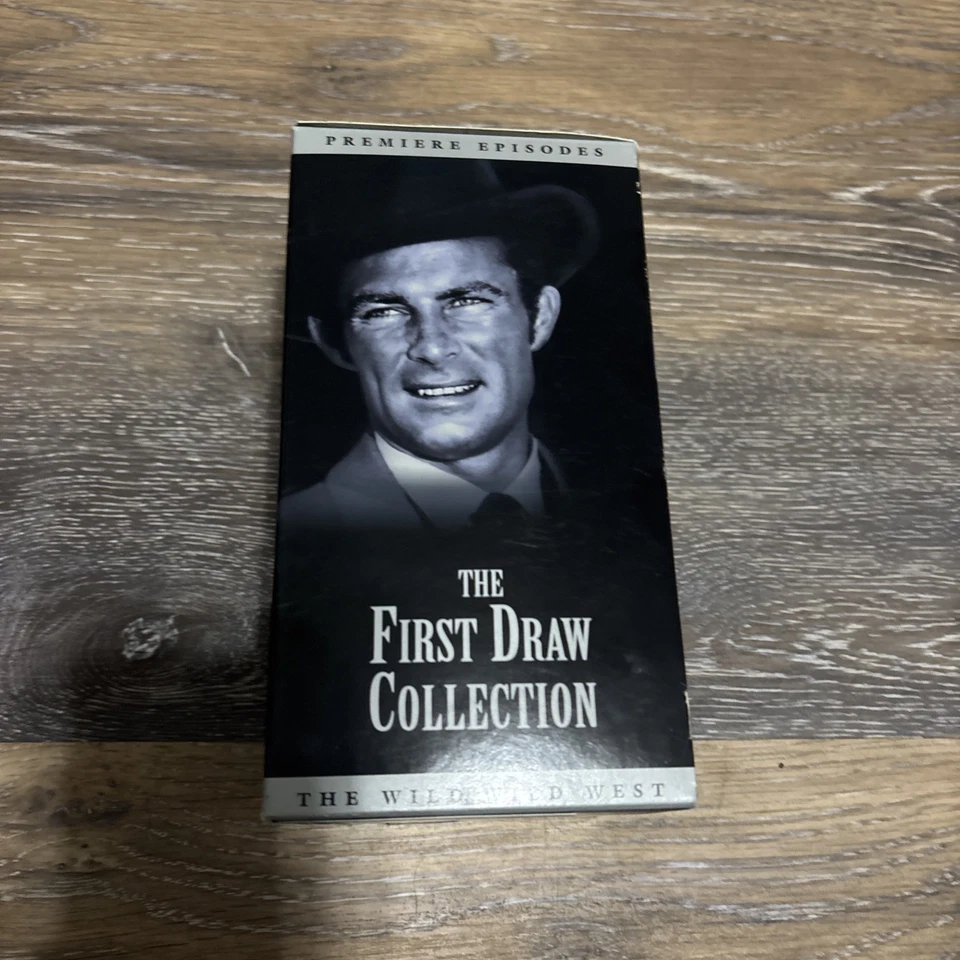 PREMIERE EPISODES
THE
FIRST DRAW
COLLECTION
THE WILD WILD WEST